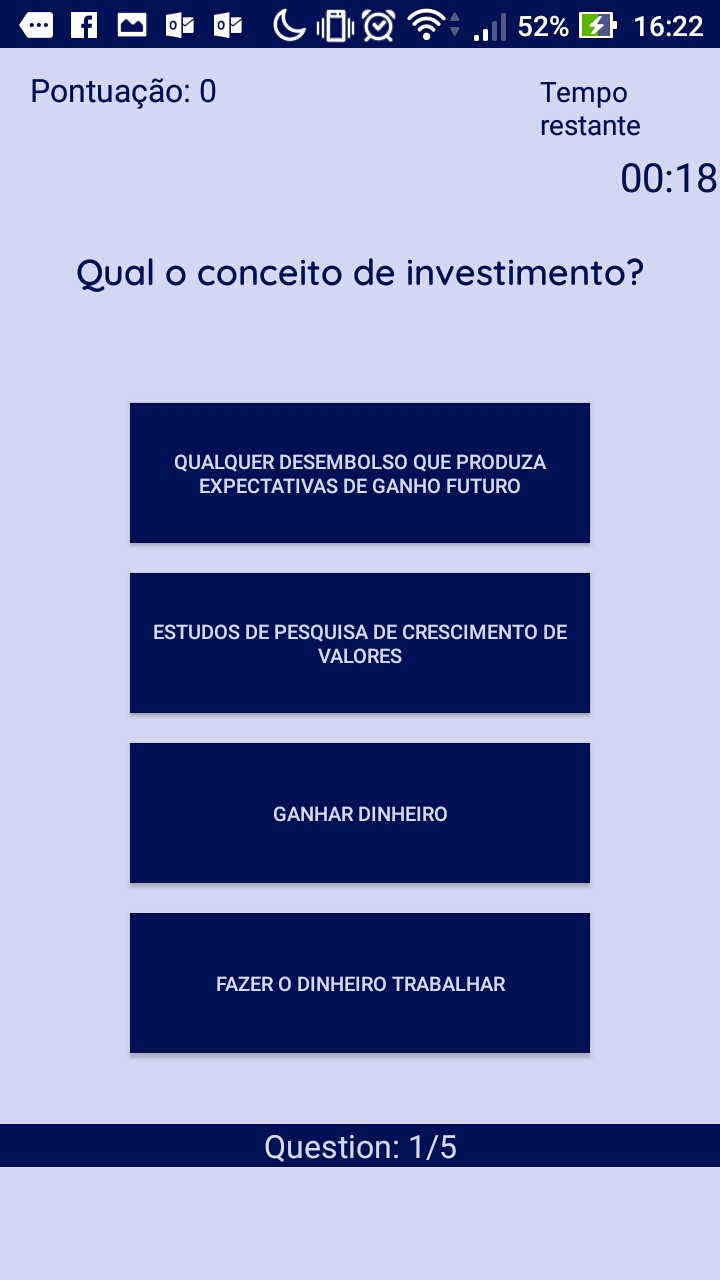 52% 16:22
Pontuação: 0
Tempo
restante
00:18
Qual o conceito de investimento?
QUALQUER DESEMBOLSO QUE PRODUZA
EXPECTATIVAS DE GANHO FUTURO
ESTUDOS DE PESQUISA DE CRESCIMENTO DE
VALORES
GANHAR DINHEIRO
FAZER O DINHEIRO TRABALHAR
Question: 1/5